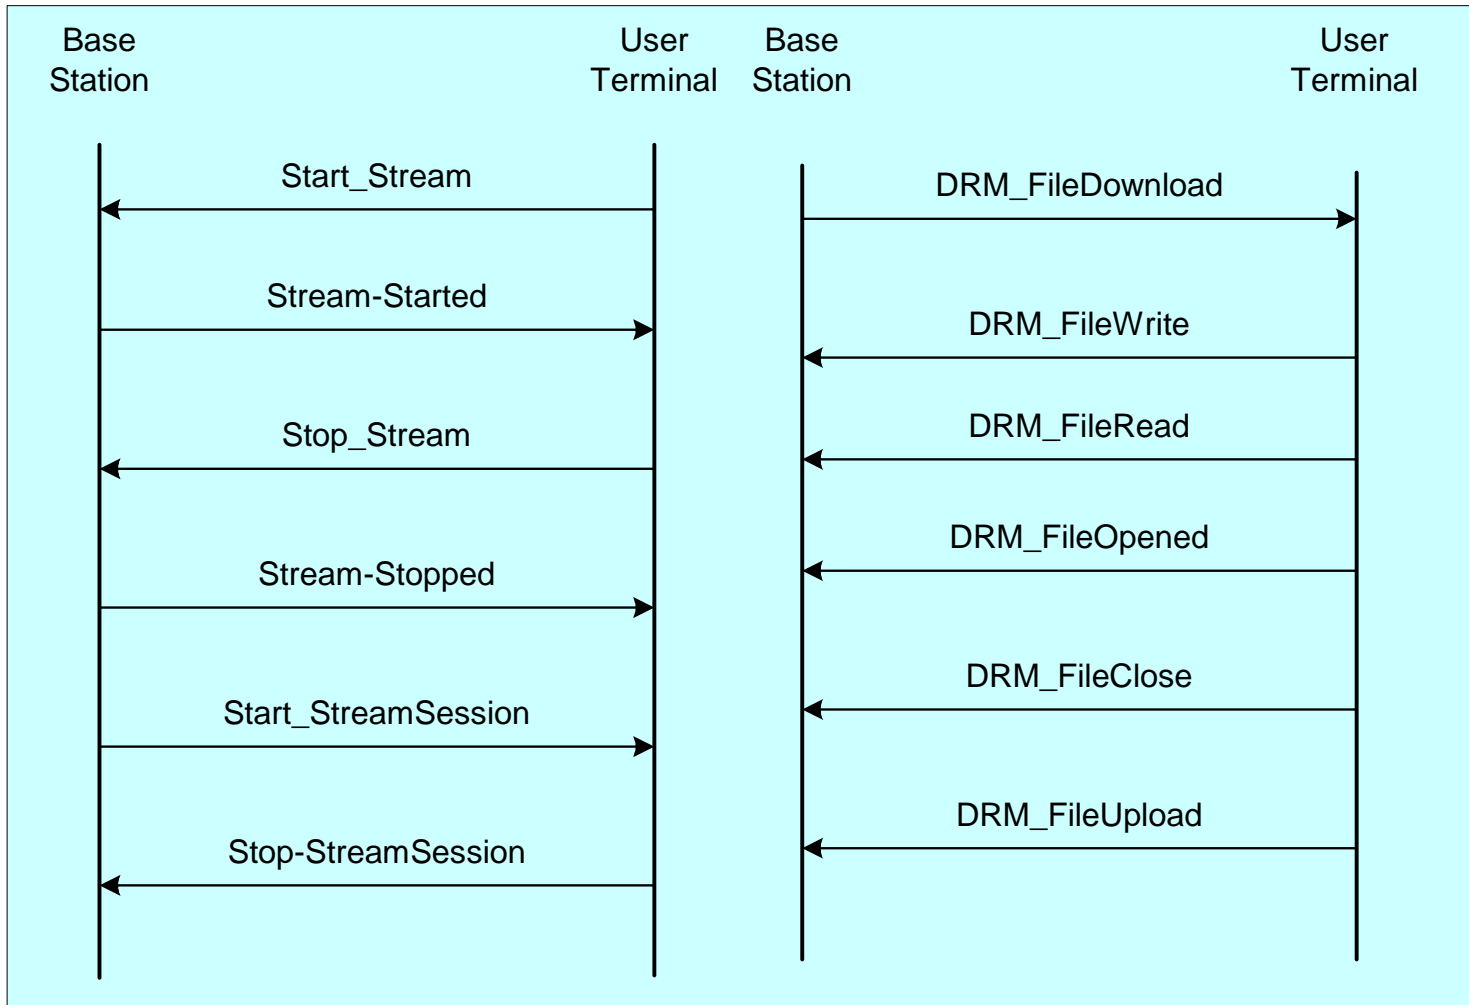 Base
Station
User
Terminal
Base
Station
User
Terminal
Start_Stream
Stream-Started
Stop_Stream
Stream-Stopped
Start_StreamSession
Stop-StreamSession
DRM_FileDownload
DRM_FileWrite
DRM_FileRead
DRM_FileOpened
DRM_FileClose
DRM_FileUpload